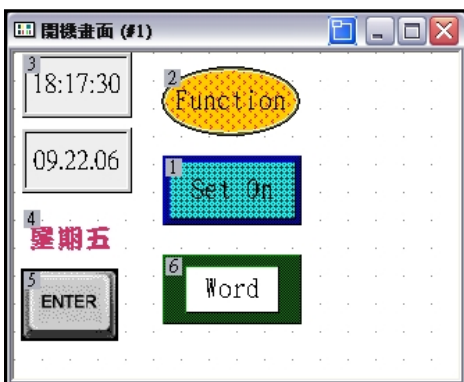 開機畫面 (#1)
3
18:17:30
2
Function
09.22.06
1
Set On
4
星期五
5
ENTER
6
Word